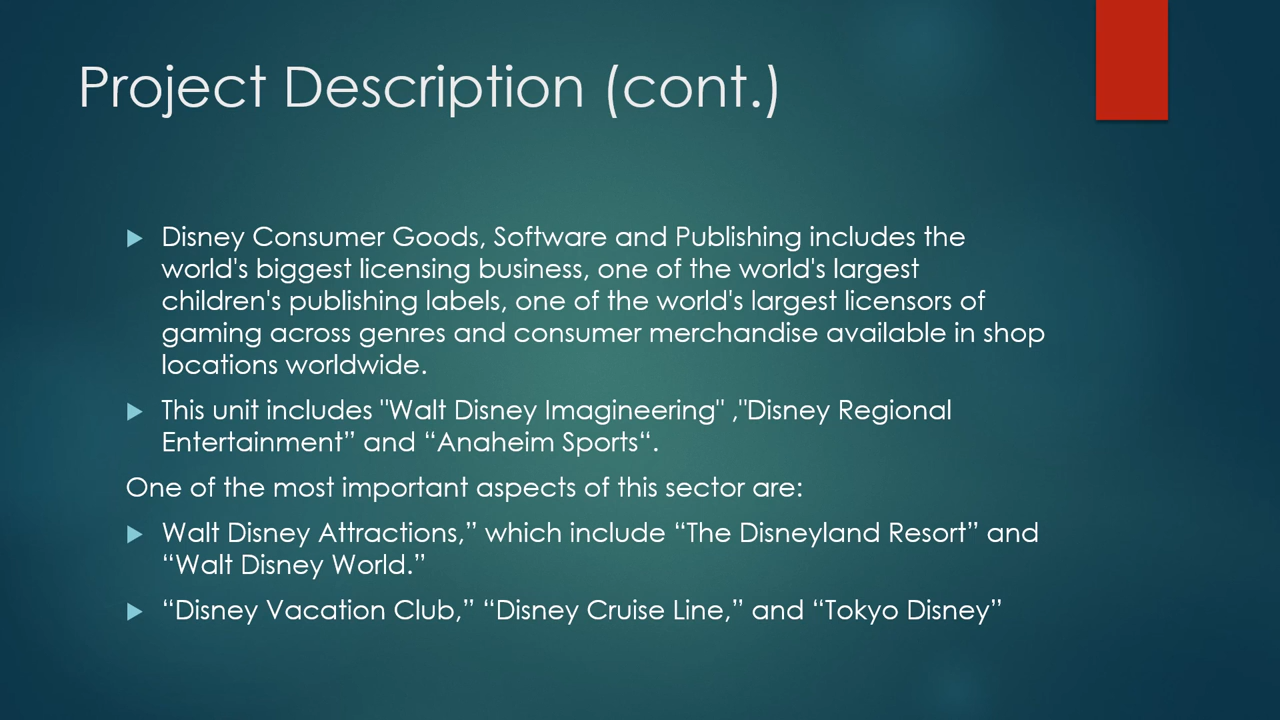 Project Description (cont.)
Disney Consumer Goods, Software and Publishing includes the
world's biggest licensing business, one of the world's largest
children's publishing labels, one of the world's largest licensors of
gaming across genres and consumer merchandise available in shop
locations worldwide.
This unit includes "Walt Disney Imagineering" ,"Disney Regional
Entertainment” and “Anaheim Sports“.
One of the most important aspects of this sector are:
Walt Disney Attractions,” which include “The Disneyland Resort” and
“Walt Disney World.”
“Disney Vacation Club,” “Disney Cruise Line,” and “Tokyo Disney”